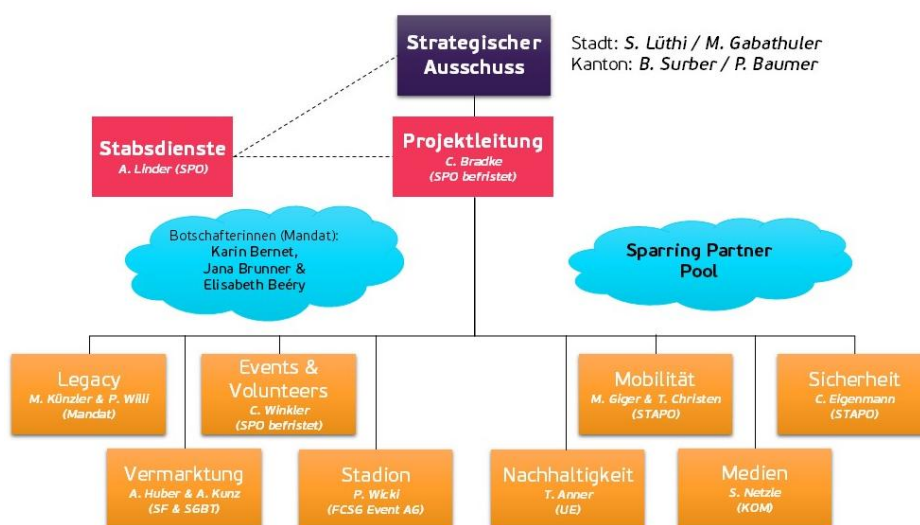 Strategischer
Ausschuss
Stadt: S. Lüthi / M. Gabathuler
Kanton: B. Surber / P. Baumer
Stabsdienste
A. Linder (SPO)
Projektleitung
C. Bradke
(SPO befristet)
Botschafterinnen (Mandat):
Karin Bernet,
Jana Brunner &
Elisabeth Beéry
Sparring Partner
Pool
Legacy
M. Künzler & P. Willi
(Mandat)
Events &
Volunteers
C. Winkler
(SPO befristet)
Mobilität
M. Giger & T. Christen
(STAPO)
Sicherheit
C. Eigenmann
(STAPO)
Vermarktung
A. Huber & A. Kunz
(SF & SGBT)
Stadion
P. Wicki
(FCSG Event AG)
Nachhaltigkeit
T. Anner
(UE)
Medien
S. Netzle
(KOM)